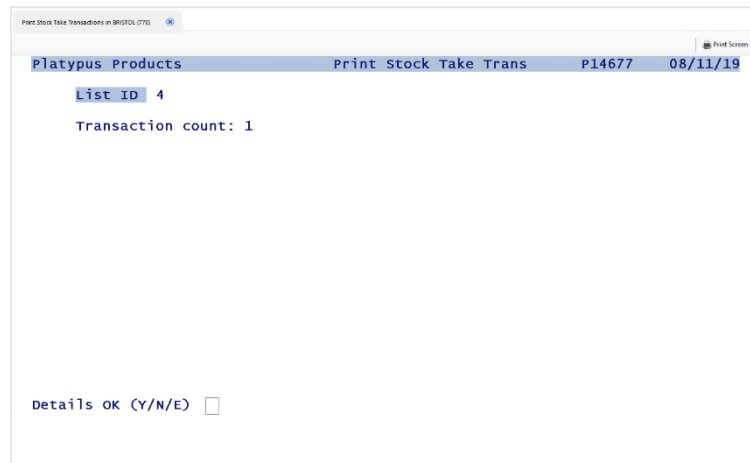 Print Stock Take Transactions in BRISTOL (T70)
Print Screen
Platypus Products Print Stock Take Trans P14677 08/11/19
List ID 4
Transaction count: 1
Details OK (Y/N/E)